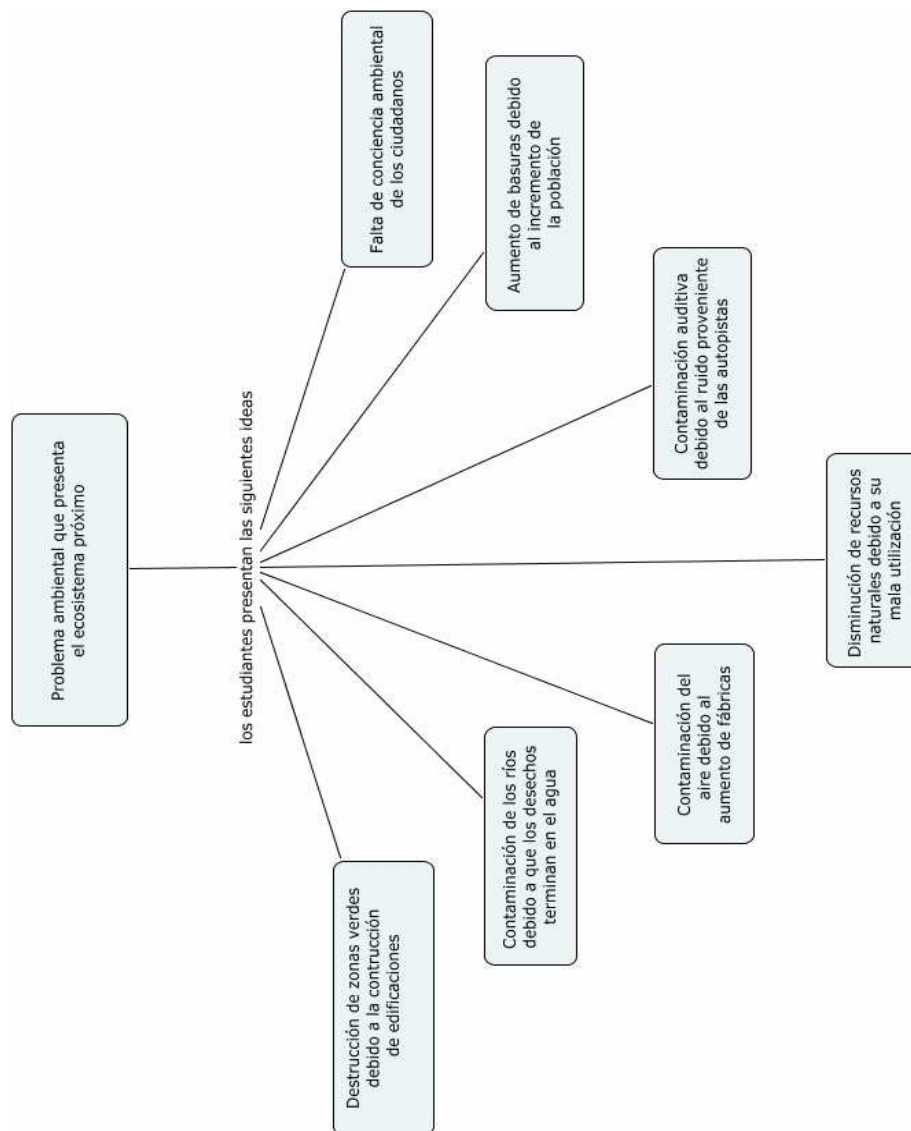 Problema ambiental que presenta
el ecosistema próximo
los estudiantes presentan las siguientes ideas
Destrucción de zonas verdes
debido a la contrucción
de edificaciones
Contaminación de los ríos
debido a que los desechos
terminan en el agua
Contaminación del
aire debido al
aumento de fábricas
Disminución de recursos
naturales debido a su
mala utilización
Contaminación auditiva
debido al ruido proveniente
de las autopistas
Aumento de basuras debido
al incremento de
la población
Falta de conciencia ambiental
de los ciudadanos